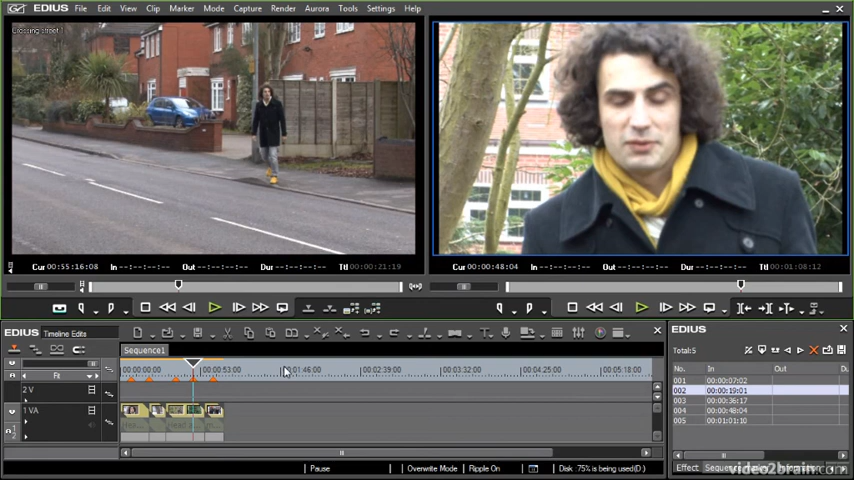 EDIUS File Edit View Clip Marker Mode Capture Render Aurora Tools Settings Help
Crossing street 1
Cur 00:55:16:08 In --:--:--:-- Out --:--:--:-- Dur --:--:--:-- Ttl 00:00:21:19
Cur 00:00:48:04 In --:--:--:-- Out --:--:--:-- Dur --:--:--:-- Ttl 00:01:08:12
EDIUS Timeline Edits
Sequence1
00:00:00:00 00:00:53:00 00:01:46:00 00:02:39:00 00:03:32:00 00:04:25:00 00:05:18:00
Fit
2 V
1 VA
Pause Overwrite Mode Ripple On Disk :75% is being used(D:)
EDIUS
Total:5
No. In Out
001 00:00:07:02
002 00:00:19:01
003 00:00:36:17
004 00:00:48:04
005 00:01:01:10
Effect Information
video2brain.com